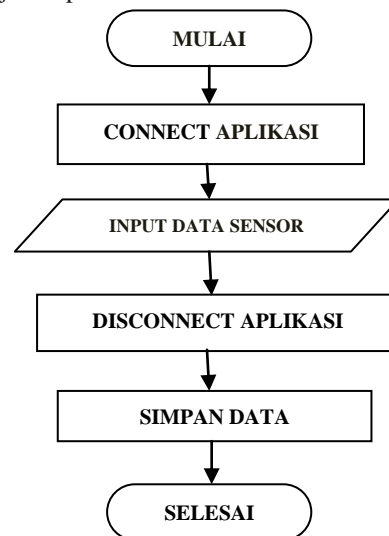 MULAI
CONNECT APLIKASI
INPUT DATA SENSOR
DISCONNECT APLIKASI
SIMPAN DATA
SELESAI